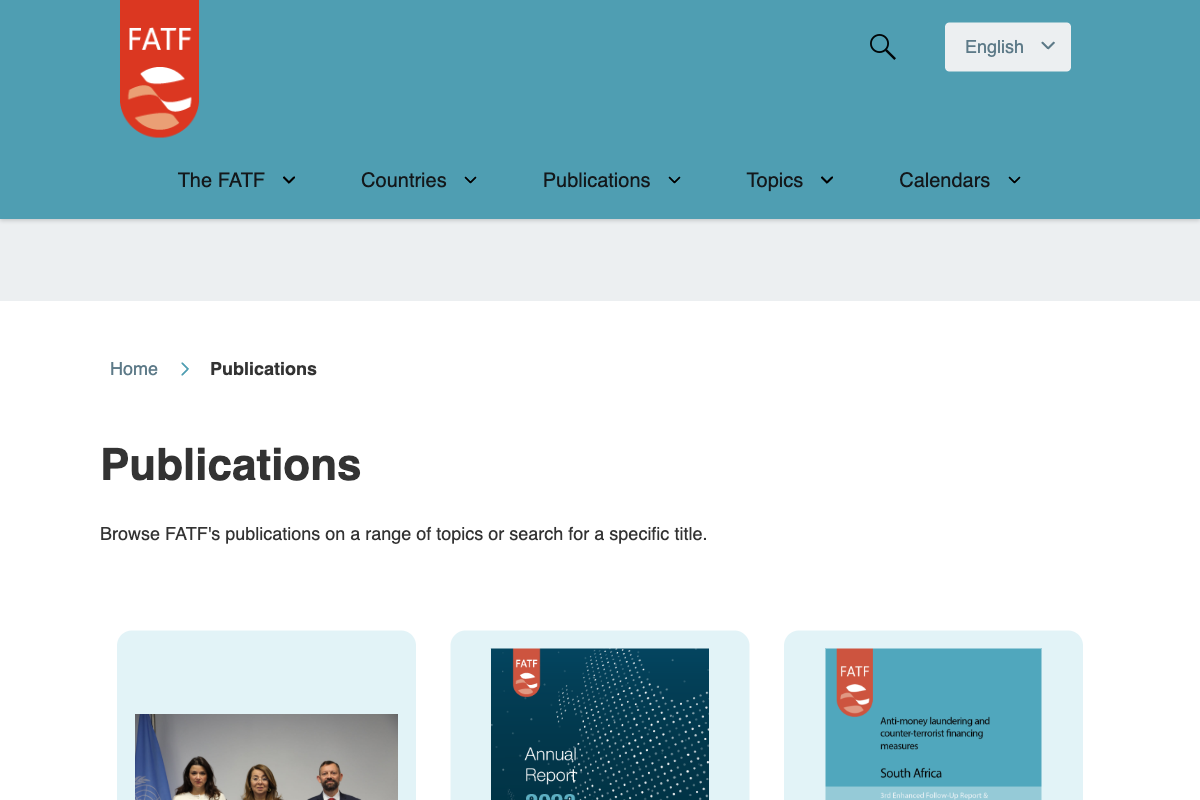 FATF
English
The FATF
Countries
Publications
Topics
Calendars
Home
Publications
Publications
Browse FATF's publications on a range of topics or search for a specific title.
FATF
Annual
Report
FATF
Anti-money laundering and
counter-terrorist financing
measures
South Africa
3rd Enhanced Follow-Up Report &